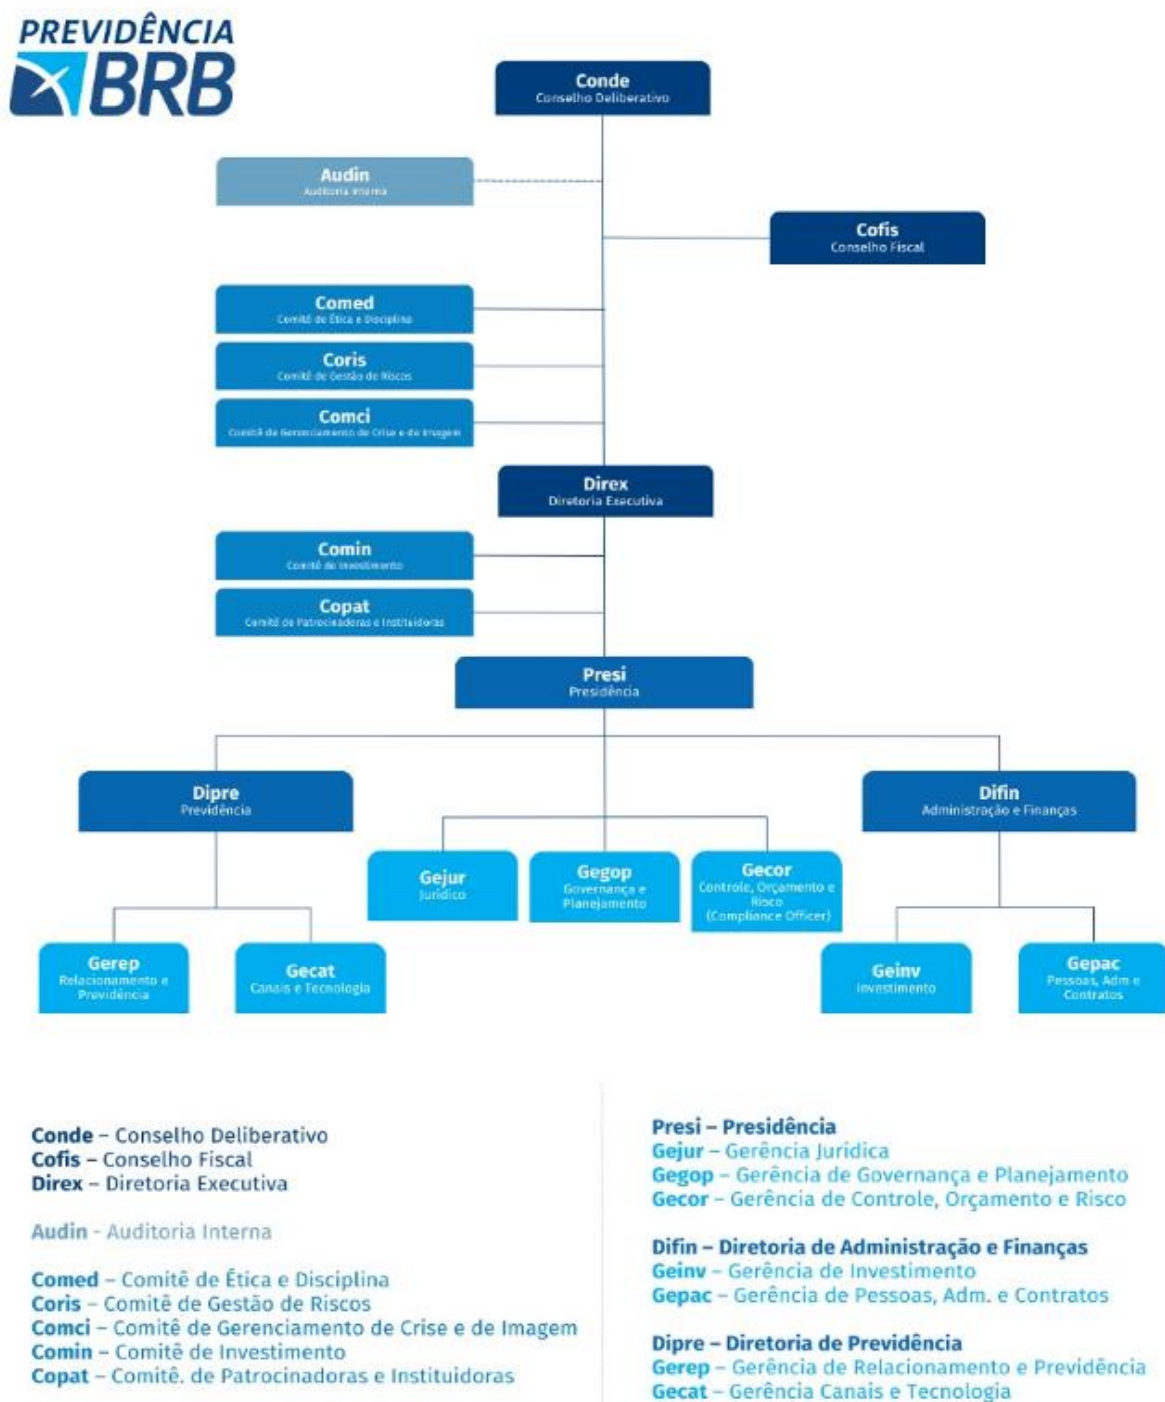 PREVIDÊNCIA
BRB
Conde
Conselho Deliberativo
Audin
Auditoria Interna
Cofis
Conselho Fiscal
Comed
Comitê de Ética e Disciplina
Coris
Comitê de Gestão de Riscos
Comci
Comitê de Gerenciamento de Crise e de Imagem
Direx
Diretoria Executiva
Comin
Comitê de Investimento
Copat
Comitê de Patrocinadoras e Instituidoras
Presi
Presidência
Dipre
Previdência
Difin
Administração e Finanças
Gejur
Jurídico
Gegop
Governança e
Planejamento
Gecor
Controle, Orçamento e
Risco
(Compliance Officer)
Gerep
Relacionamento e
Previdência
Gecat
Canais e Tecnologia
Geinv
Investimento
Gepac
Pessoas, Adm e
Contratos
Conde – Conselho Deliberativo
Cofis – Conselho Fiscal
Direx – Diretoria Executiva
Audin - Auditoria Interna
Comed – Comitê de Ética e Disciplina
Coris – Comitê de Gestão de Riscos
Comci – Comitê de Gerenciamento de Crise e de Imagem
Comin – Comitê de Investimento
Copat – Comitê. de Patrocinadoras e Instituidoras
Presi – Presidência
Gejur – Gerência Jurídica
Gegop – Gerência de Governança e Planejamento
Gecor – Gerência de Controle, Orçamento e Risco
Difin – Diretoria de Administração e Finanças
Geinv – Gerência de Investimento
Gepac – Gerência de Pessoas, Adm. e Contratos
Dipre – Diretoria de Previdência
Gerep – Gerência de Relacionamento e Previdência
Gecat – Gerência Canais e Tecnologia